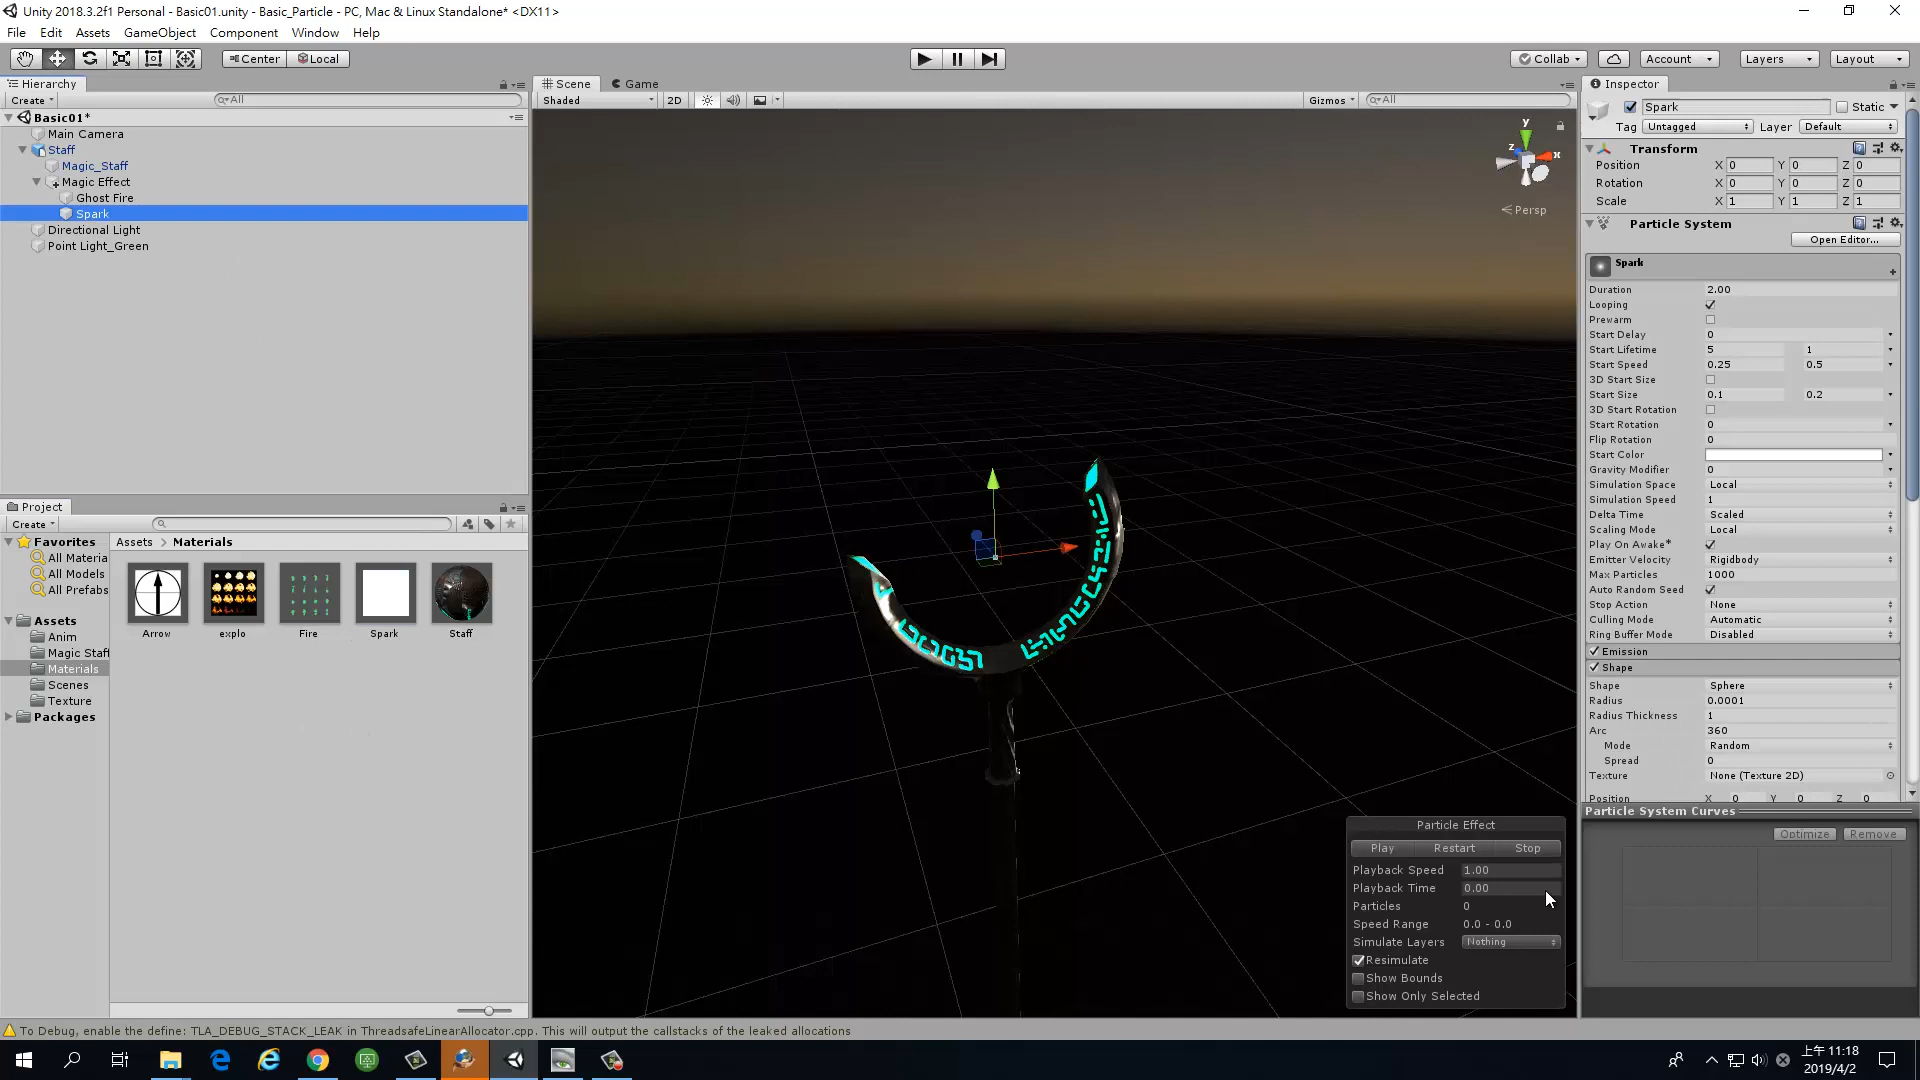 Unity 2018.3.2f1 Personal - Basic01.unity - Basic_Particle - PC, Mac & Linux Standalone* <DX11>
File Edit Assets GameObject Component Window Help
Center Local Collab Account Layers Layout
Hierarchy
Create All
Basic01*
Main Camera
Staff
Magic_Staff
Magic Effect
Ghost Fire
Spark
Directional Light
Point Light_Green
Project
Create
Favorites
All Materia
All Models
All Prefabs
Assets
Anim
Magic Staff
Materials
Scenes
Texture
Packages
Assets Materials
Arrow explo Fire Spark Staff
Scene Game
Shaded 2D Gizmos All
y
z x
Persp
Particle Effect
Play Restart Stop
Playback Speed 1.00
Playback Time 0.00
Particles 0
Speed Range 0.0 - 0.0
Simulate Layers Nothing
Resimulate
Show Bounds
Show Only Selected
Inspector
Spark Static
Tag Untagged Layer Default
Transform
Position X 0 Y 0 Z 0
Rotation X 0 Y 0 Z 0
Scale X 1 Y 1 Z 1
Particle System
Open Editor...
Spark
Duration 2.00
Looping
Prewarm
Start Delay 0
Start Lifetime 5 1
Start Speed 0.25 0.5
3D Start Size
Start Size 0.1 0.2
3D Start Rotation
Start Rotation 0
Flip Rotation 0
Start Color
Gravity Modifier 0
Simulation Space Local
Simulation Speed 1
Delta Time Scaled
Scaling Mode Local
Play On Awake*
Emitter Velocity Rigidbody
Max Particles 1000
Auto Random Seed
Stop Action None
Culling Mode Automatic
Ring Buffer Mode Disabled
Emission
Shape
Shape Sphere
Radius 0.0001
Radius Thickness 1
Arc 360
Mode Random
Spread 0
Texture None (Texture 2D)
Position X 0 Y 0 Z 0
Particle System Curves
Optimize Remove
To Debug, enable the define: TLA_DEBUG_STACK_LEAK in ThreadsafeLinearAllocator.cpp. This will output the callstacks of the leaked allocations
上午 11:18
2019/4/2